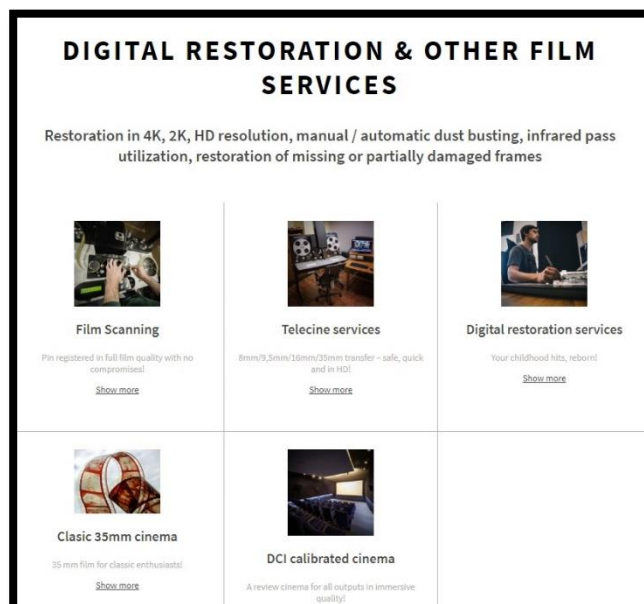 DIGITAL RESTORATION & OTHER FILM
SERVICES
Restoration in 4K, 2K, HD resolution, manual / automatic dust busting, infrared pass
utilization, restoration of missing or partially damaged frames
Film Scanning
Pin registered in full film quality with no
compromises!
Show more
Telecine services
8mm/9,5mm/16mm/35mm transfer – safe, quick
and in HD!
Show more
Digital restoration services
Your childhood hits, reborn!
Show more
Clasic 35mm cinema
35 mm film for classic enthusiasts!
Show more
DCI calibrated cinema
A review cinema for all outputs in immersive
quality!